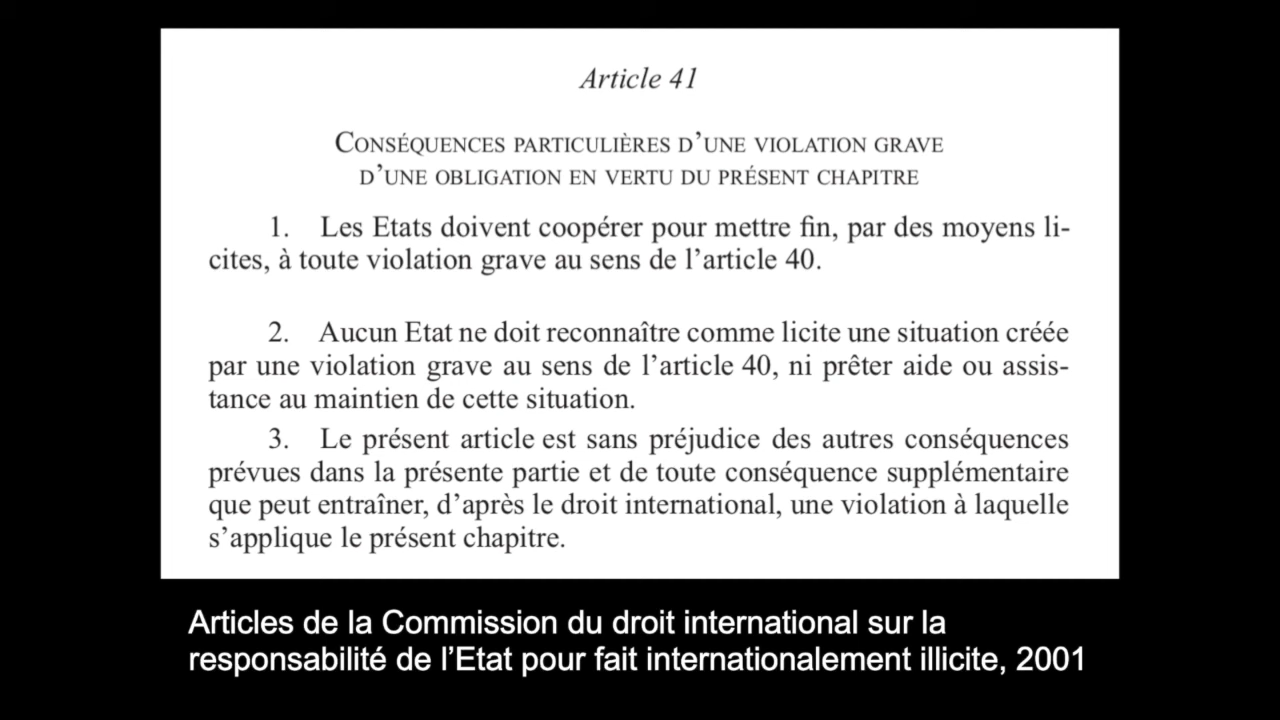 Article 41
CONSÉQUENCES PARTICULIÈRES D’UNE VIOLATION GRAVE
D’UNE OBLIGATION EN VERTU DU PRÉSENT CHAPITRE
1. Les Etats doivent coopérer pour mettre fin, par des moyens li-
cites, à toute violation grave au sens de l’article 40.
2. Aucun Etat ne doit reconnaître comme licite une situation créée
par une violation grave au sens de l’article 40, ni prêter aide ou assis-
tance au maintien de cette situation.
3. Le présent article est sans préjudice des autres conséquences
prévues dans la présente partie et de toute conséquence supplémentaire
que peut entraîner, d’après le droit international, une violation à laquelle
s’applique le présent chapitre.
Articles de la Commission du droit international sur la
responsabilité de l’Etat pour fait internationalement illicite, 2001